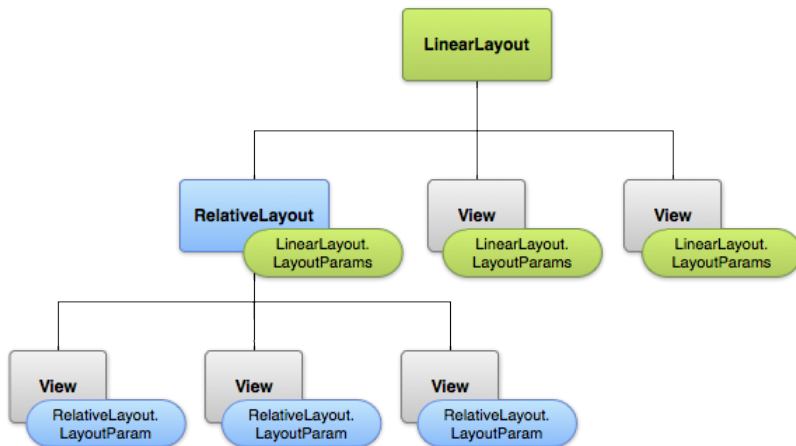 LinearLayout
RelativeLayout
LinearLayout.
LayoutParams
View
LinearLayout.
LayoutParams
View
LinearLayout.
LayoutParams
View
RelativeLayout.
LayoutParam
View
RelativeLayout.
LayoutParam
View
RelativeLayout.
LayoutParam